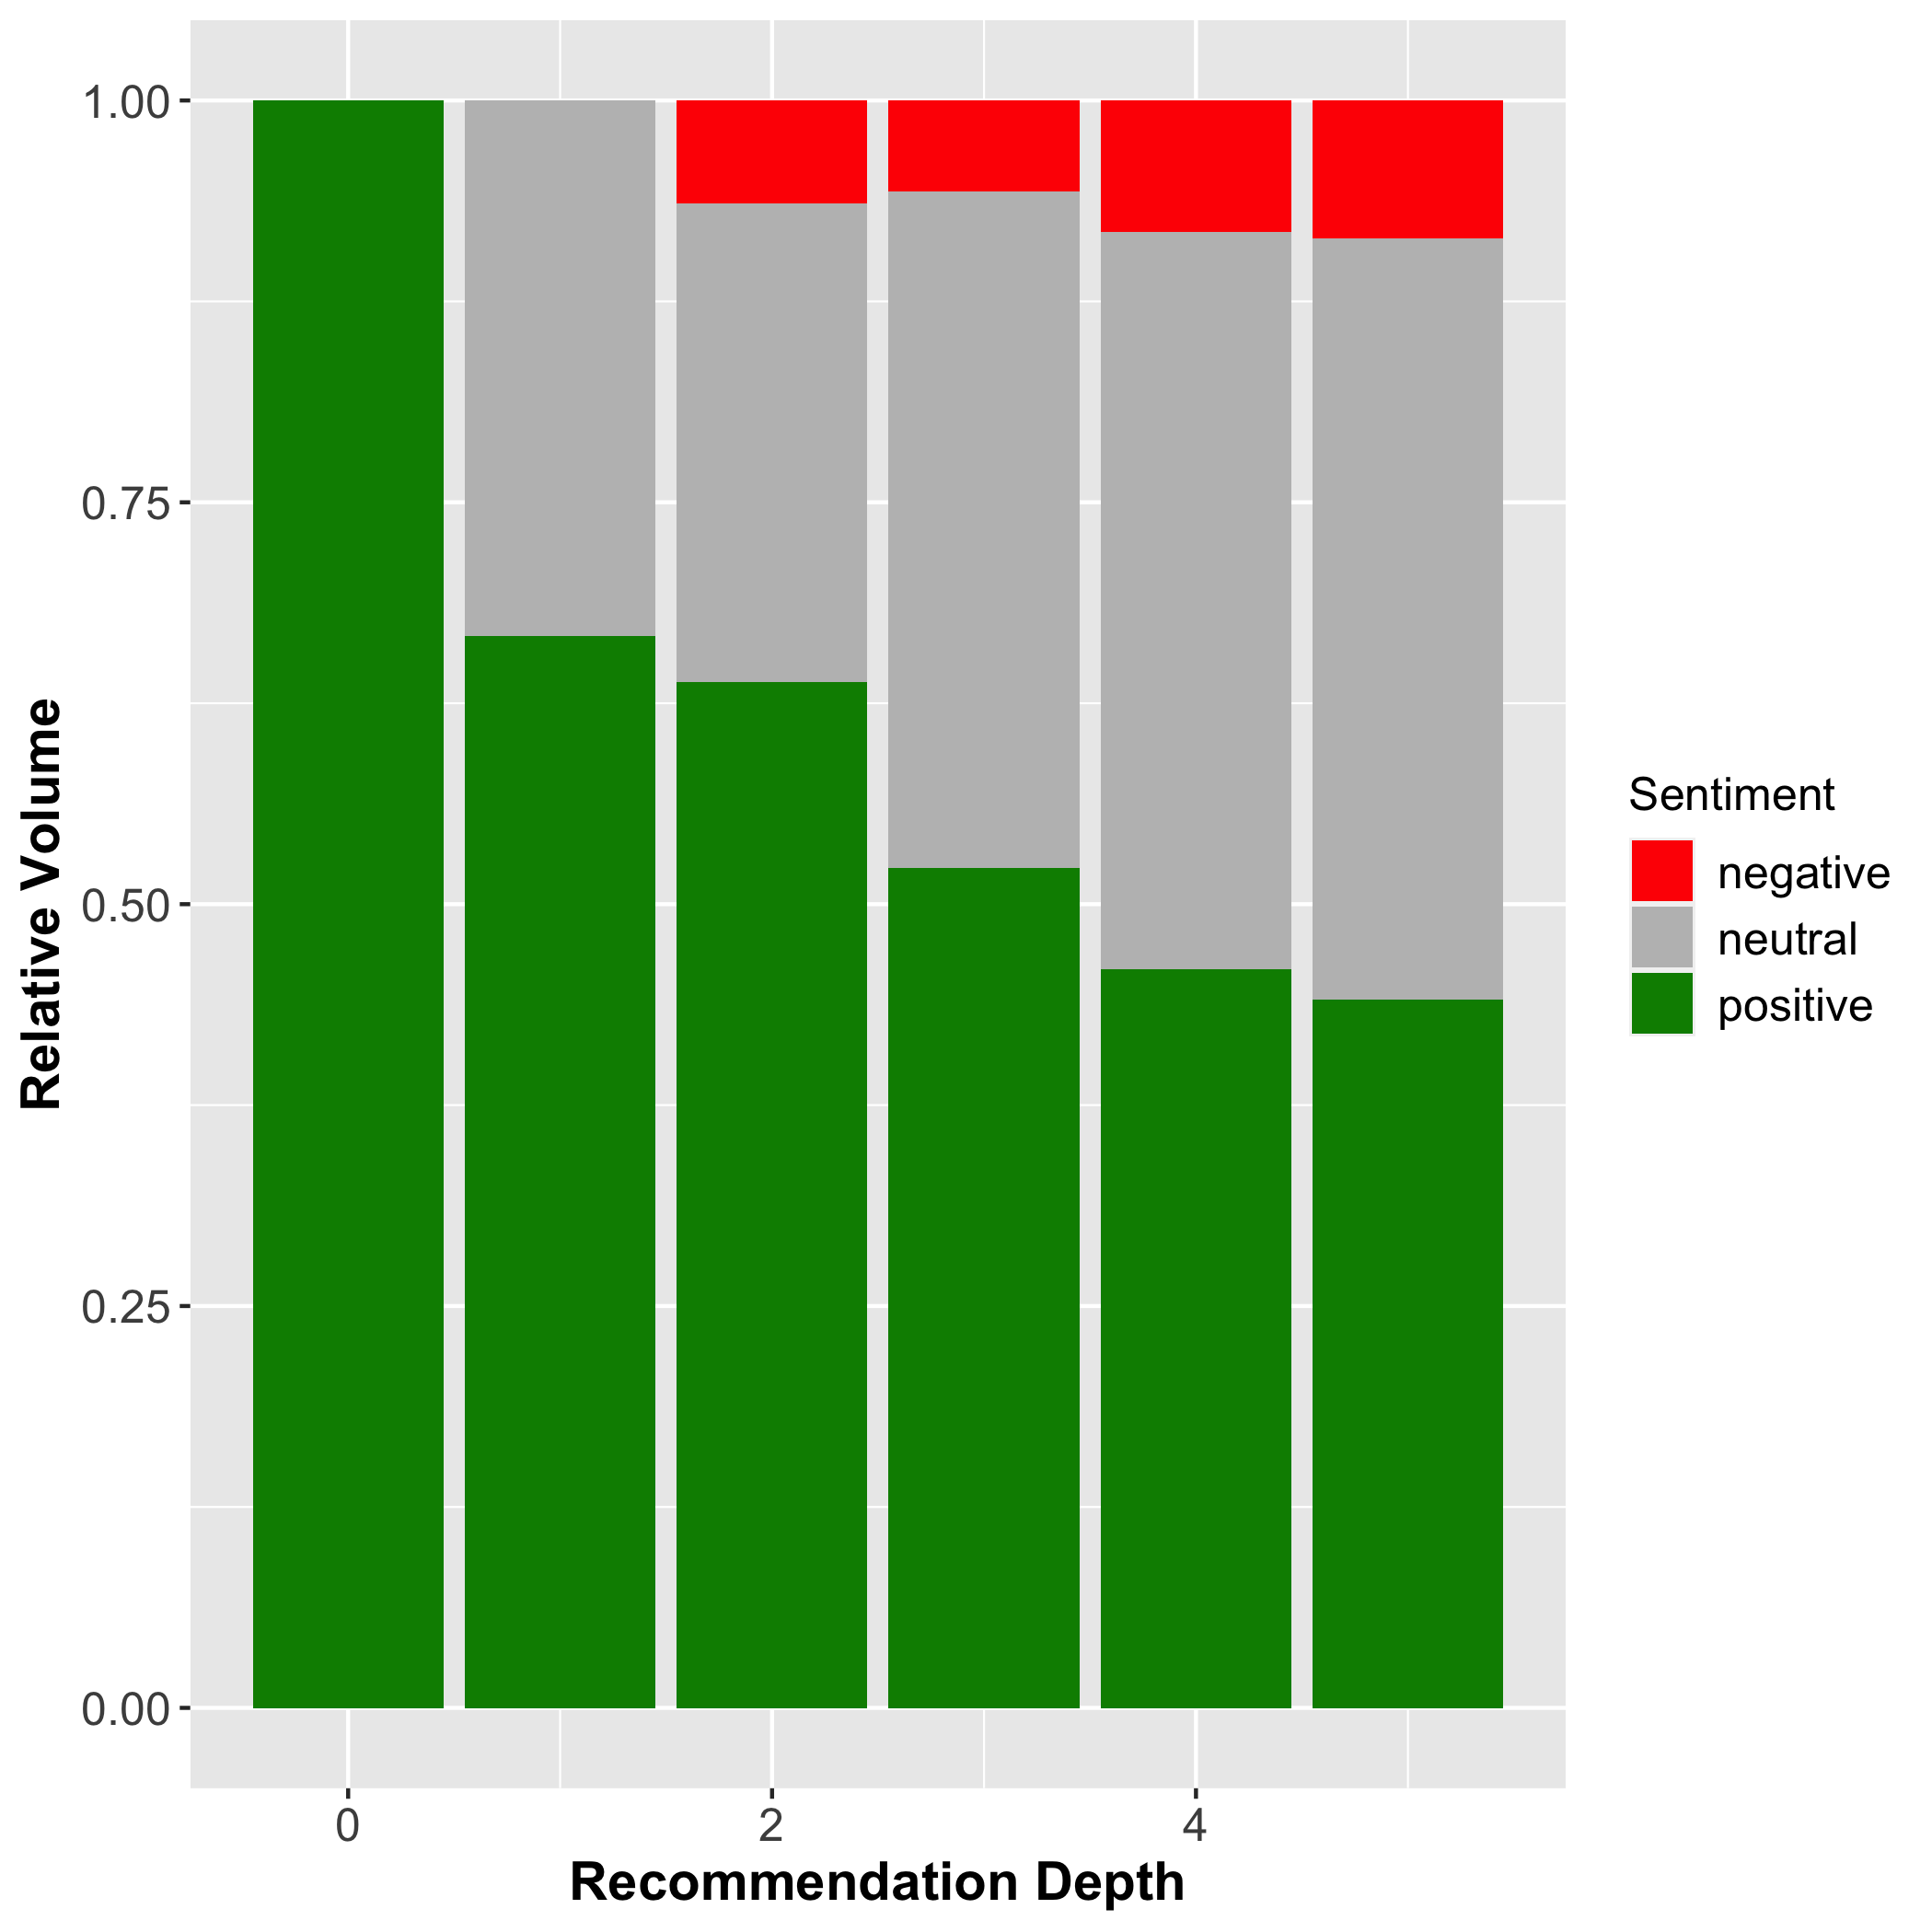 1.00
0.75
0.50
0.25
0.00
Relative Volume
0
2
4
Recommendation Depth
Sentiment
negative
neutral
positive